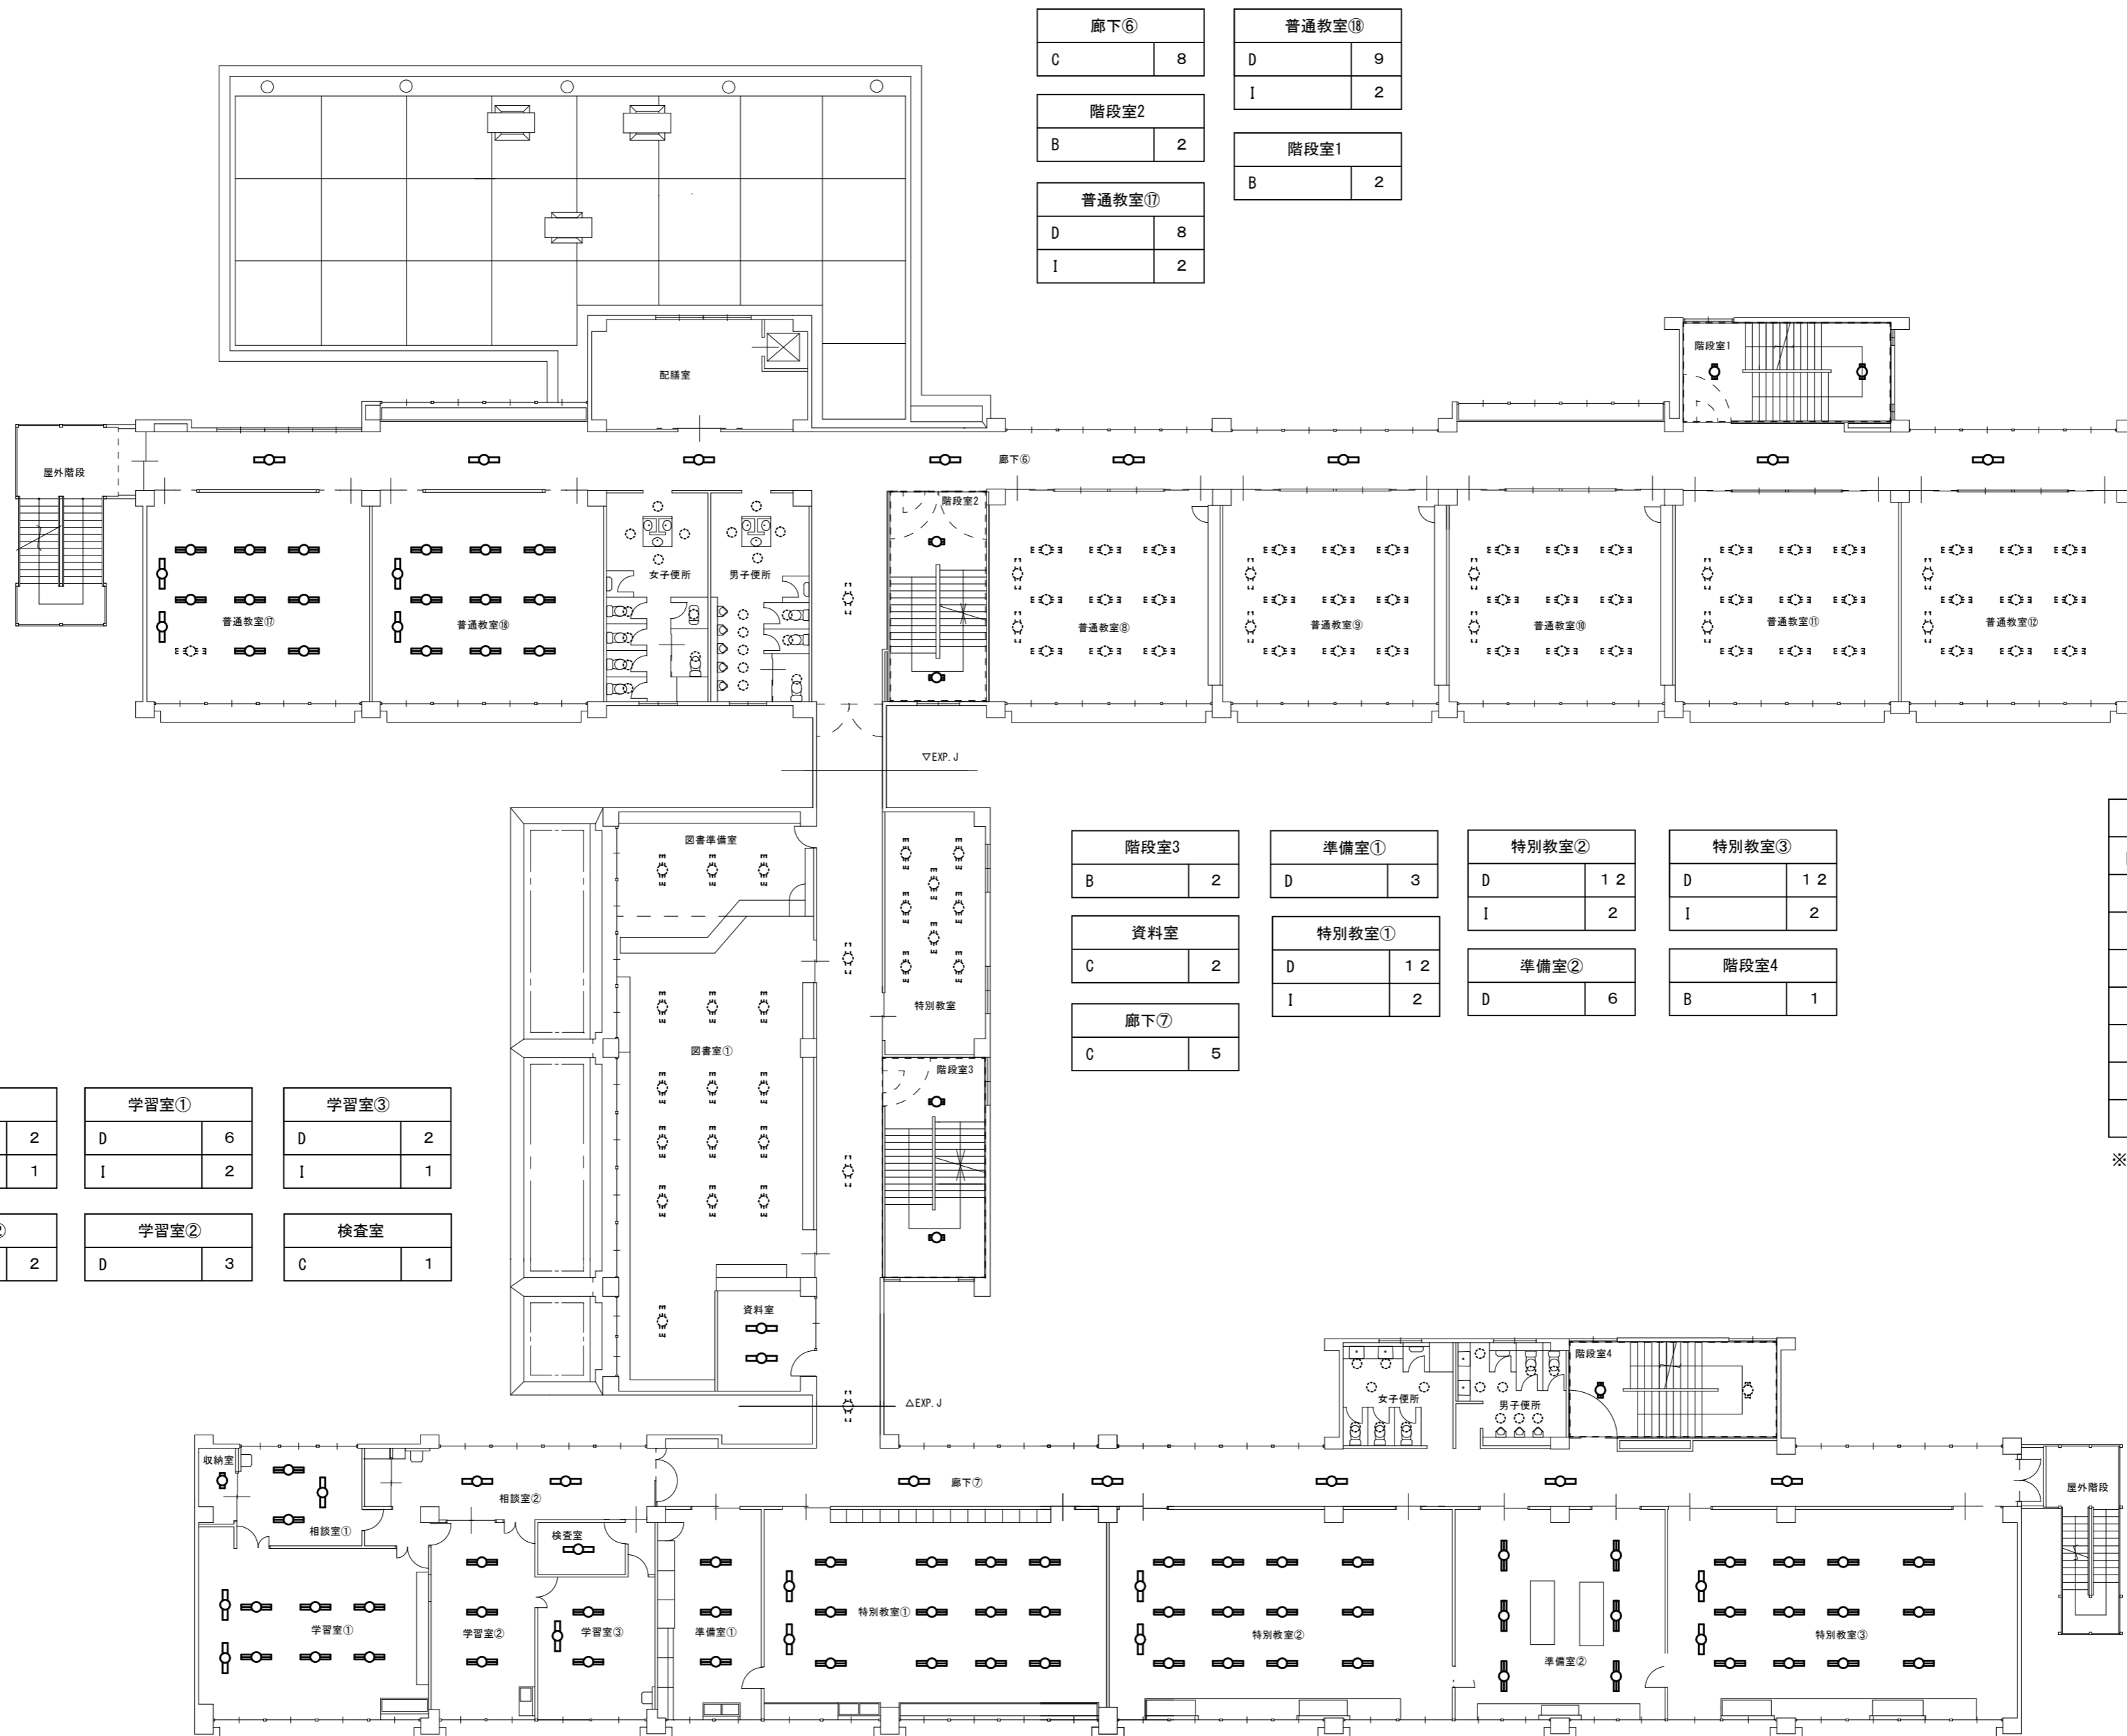 廊下⑥
C 8
普通教室⑱
D 9
I 2
階段室2
B 2
階段室1
B 2
普通教室⑰
D 8
I 2
階段室1
配膳室
屋外階段
廊下⑥
階段室2
女子便所
男子便所
普通教室⑰
普通教室⑱
普通教室⑧
普通教室⑨
普通教室⑩
普通教室⑪
普通教室⑫
▽EXP.J
図書準備室
特別教室
図書室①
階段室3
資料室
△EXP.J
階段室3
B 2
準備室①
D 3
特別教室②
D 12
I 2
特別教室③
D 12
I 2
資料室
C 2
特別教室①
D 12
I 2
準備室②
D 6
階段室4
B 1
廊下⑦
C 5
※
2
1
学習室①
D 6
I 2
学習室③
D 2
I 1
2
学習室②
D 3
検査室
C 1
階段室4
女子便所
男子便所
収納室
相談室②
廊下⑦
屋外階段
相談室①
検査室
学習室①
学習室②
学習室③
準備室①
特別教室①
特別教室②
準備室②
特別教室③